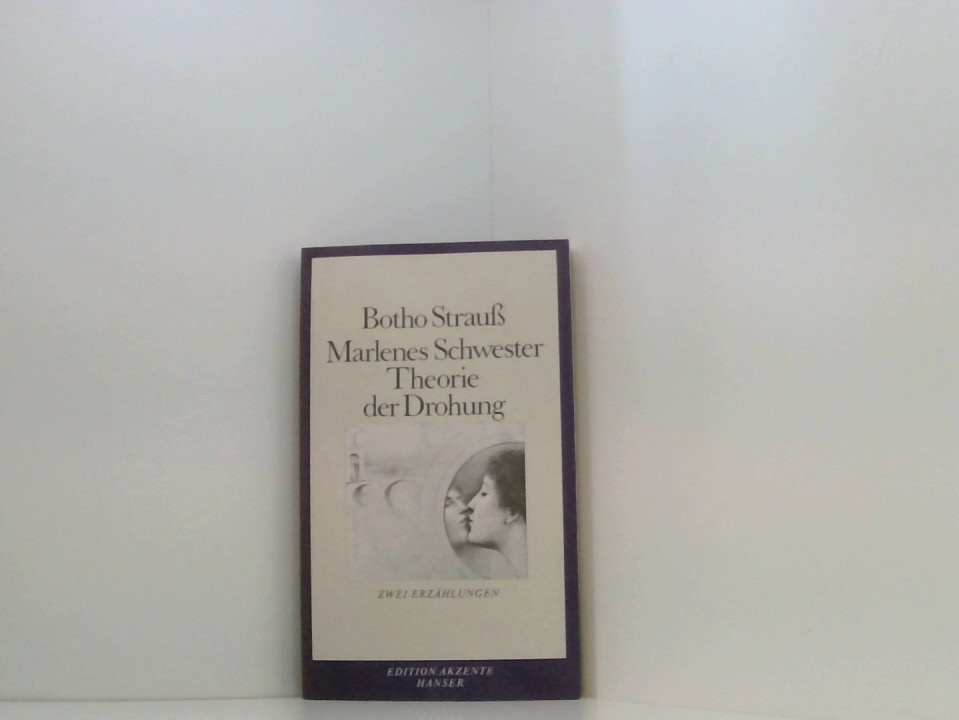 Botho Strauß
Marlenes Schwester
Theorie
der Drohung
ZWEI ERZÄHLUNGEN
EDITION AKZENTE
HANSER